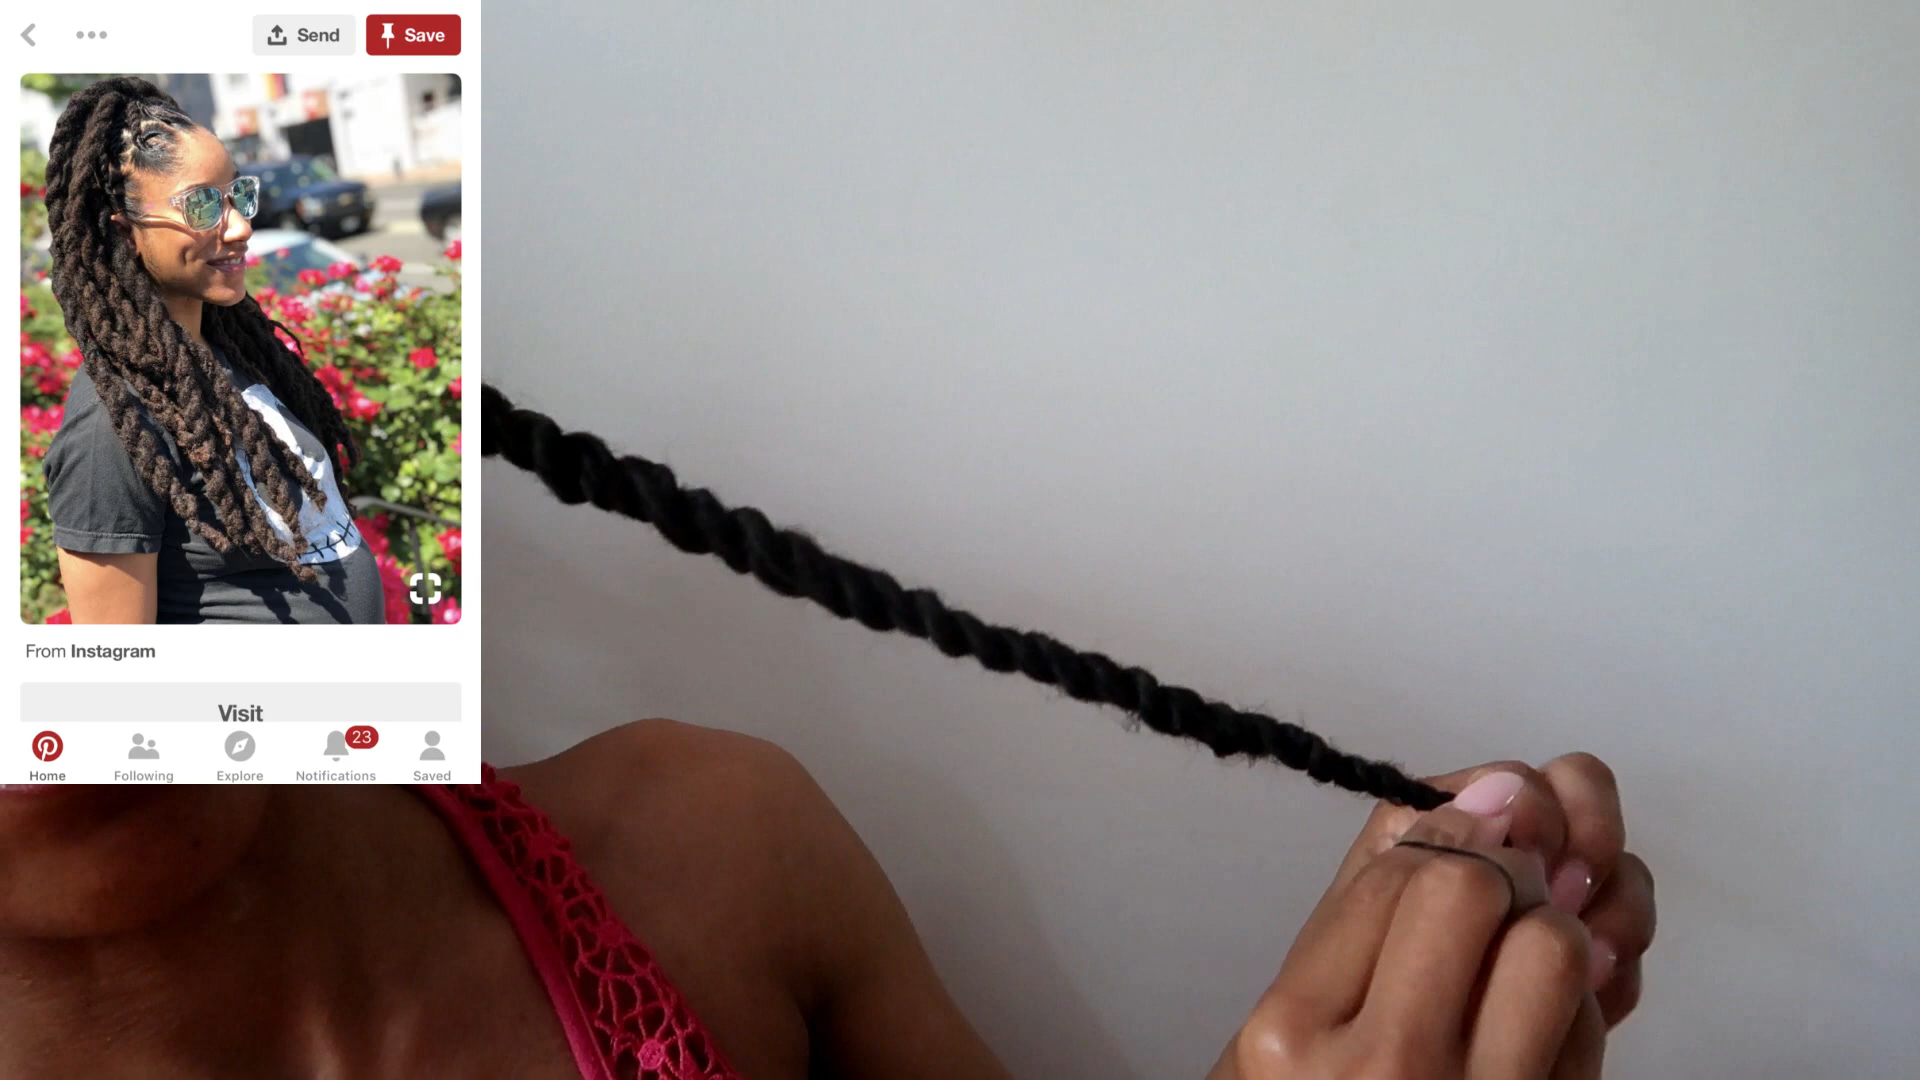 Send
Save
From Instagram
Visit
23
Home
Following
Explore
Notifications
Saved